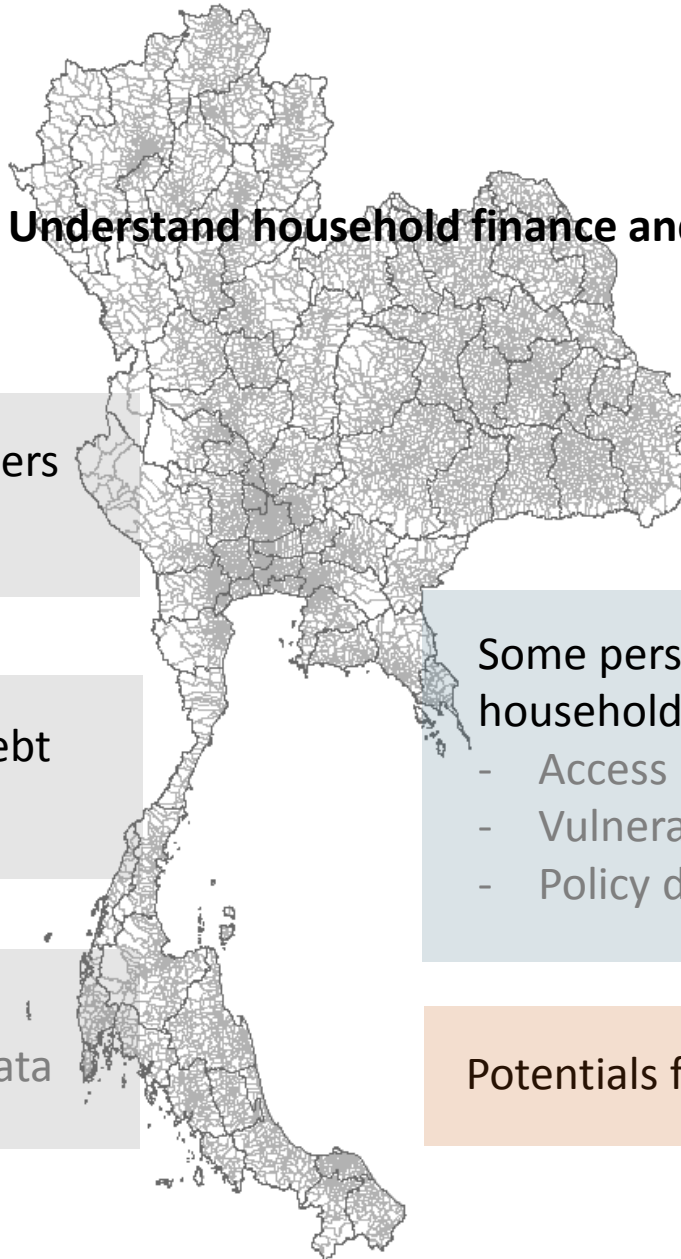 Understand household finance and
ers
Some pers
household
- Access
- Vulnera
- Policy d
ebt
ata
Potentials f